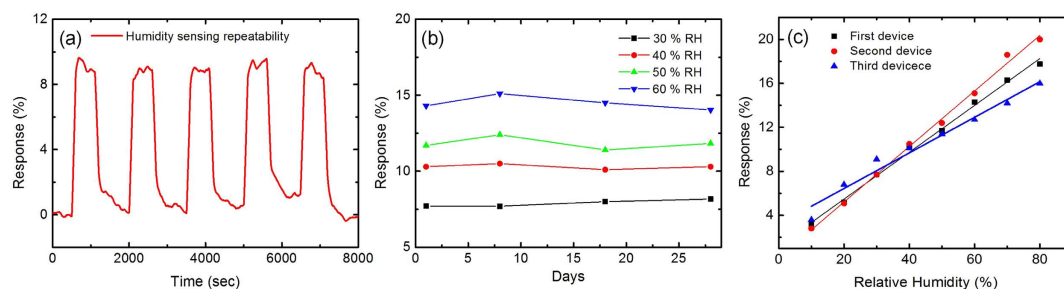 (a)
Humidity sensing repeatability
Response (%)
12
8
4
0
0 2000 4000 6000 8000
Time (sec)
(b)
30 % RH
40 % RH
50 % RH
60 % RH
Response (%)
20
15
10
5
0 5 10 15 20 25
Days
(c)
First device
Second device
Third devicece
Response (%)
20
16
12
8
4
0 20 40 60 80
Relative Humidity (%)